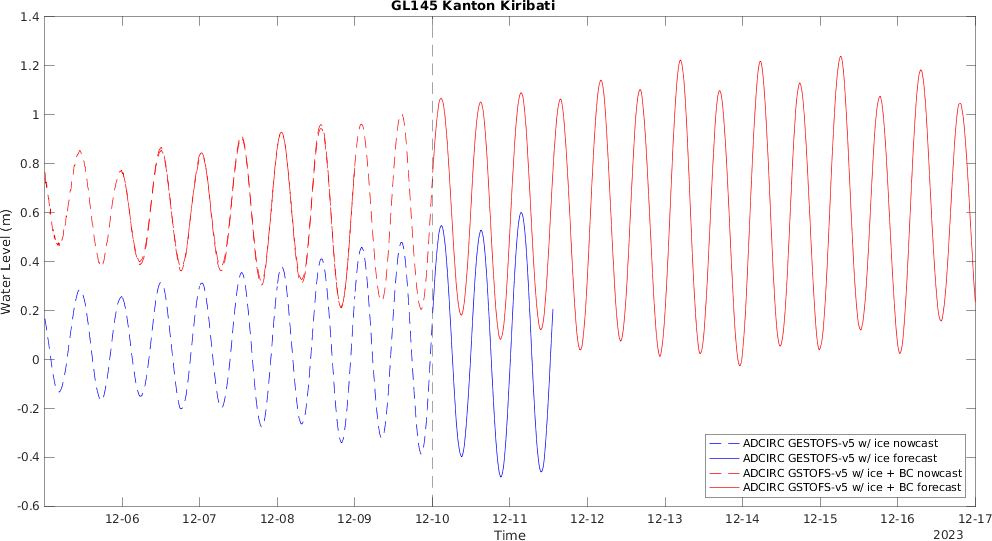 GL145 Kanton Kiribati
1.4
1.2
1
0.8
0.6
0.4
0.2
0
-0.2
-0.4
-0.6
Water Level (m)
ADCIRC GESTOFS-v5 w/ ice nowcast
ADCIRC GESTOFS-v5 w/ ice forecast
ADCIRC GSTOFS-v5 w/ ice + BC nowcast
ADCIRC GSTOFS-v5 w/ ice + BC forecast
12-06 12-07 12-08 12-09 12-10 12-11 12-12 12-13 12-14 12-15 12-16 12-17
Time
2023